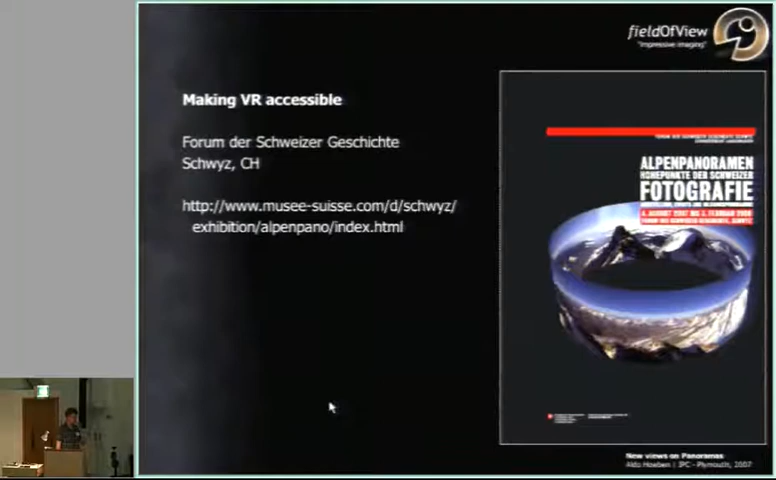 fieldOfView
"impressive imaging"
Making VR accessible
Forum der Schweizer Geschichte
Schwyz, CH
http://www.musee-suisse.com/d/schwyz/
exhibition/alpenpano/index.html
ALPENPANORAMEN
HÖHEPUNKTE DER SCHWEIZER
FOTOGRAFIE
New views on Panoramas
Aldo Hoeben | IPC - Plymouth, 2007